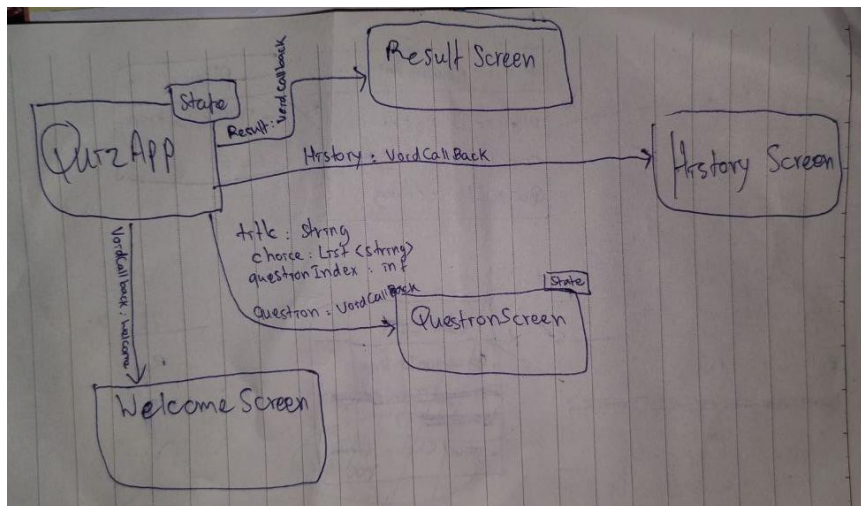 Result Screen
State
QuizApp
Result: VoidCallback
History : VoidCallBack
History Screen
title : String
choice : List <string>
questionIndex : int
question : VoidCallBack
State
QuestionScreen
VoidCallback : welcome
Welcome Screen